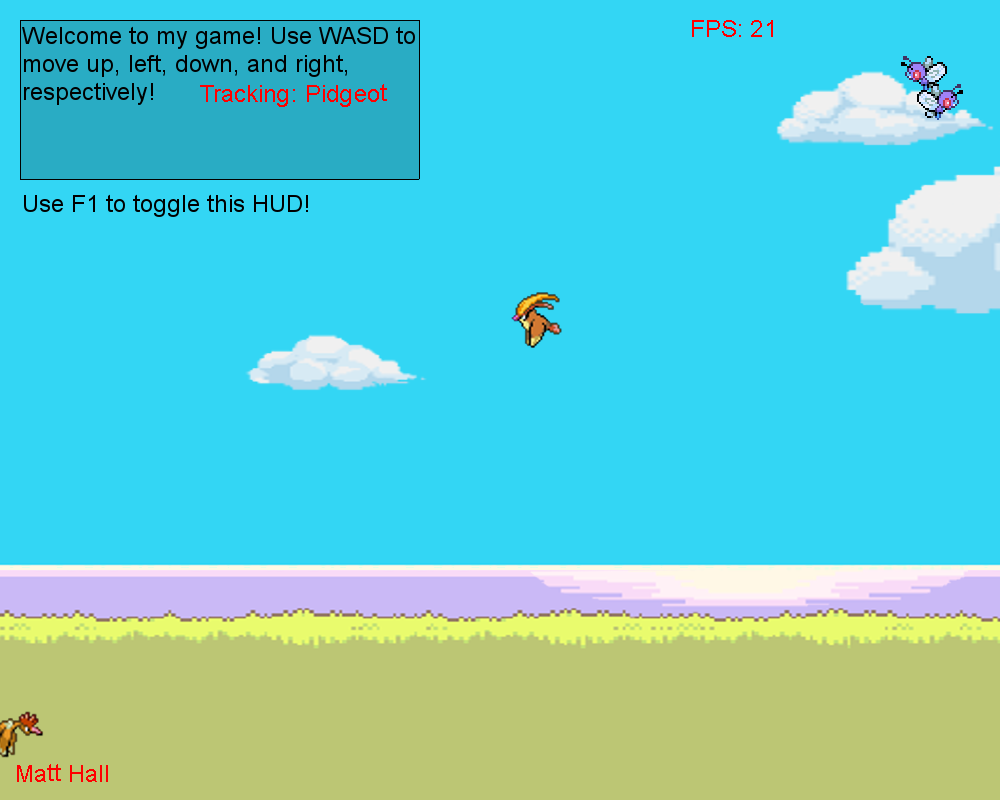 FPS: 21
Welcome to my game! Use WASD to
move up, left, down, and right,
respectively!
Tracking: Pidgeot
Use F1 to toggle this HUD!
Matt Hall